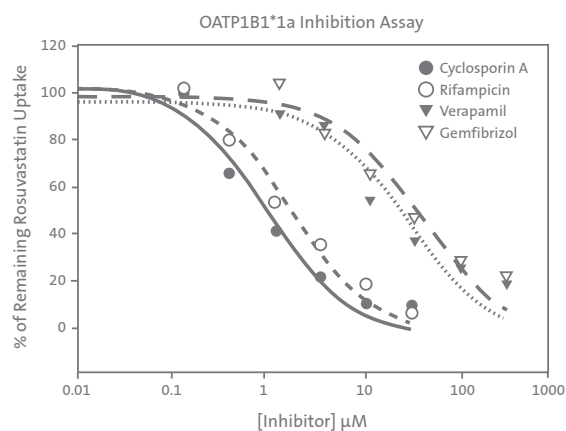 OATP1B1*1a Inhibition Assay
% of Remaining Rosuvastatin Uptake
120
100
80
60
40
20
0
Cyclosporin A
Rifampicin
Verapamil
Gemfibrizol
0.01
0.1
1
10
100
1000
[Inhibitor] µM